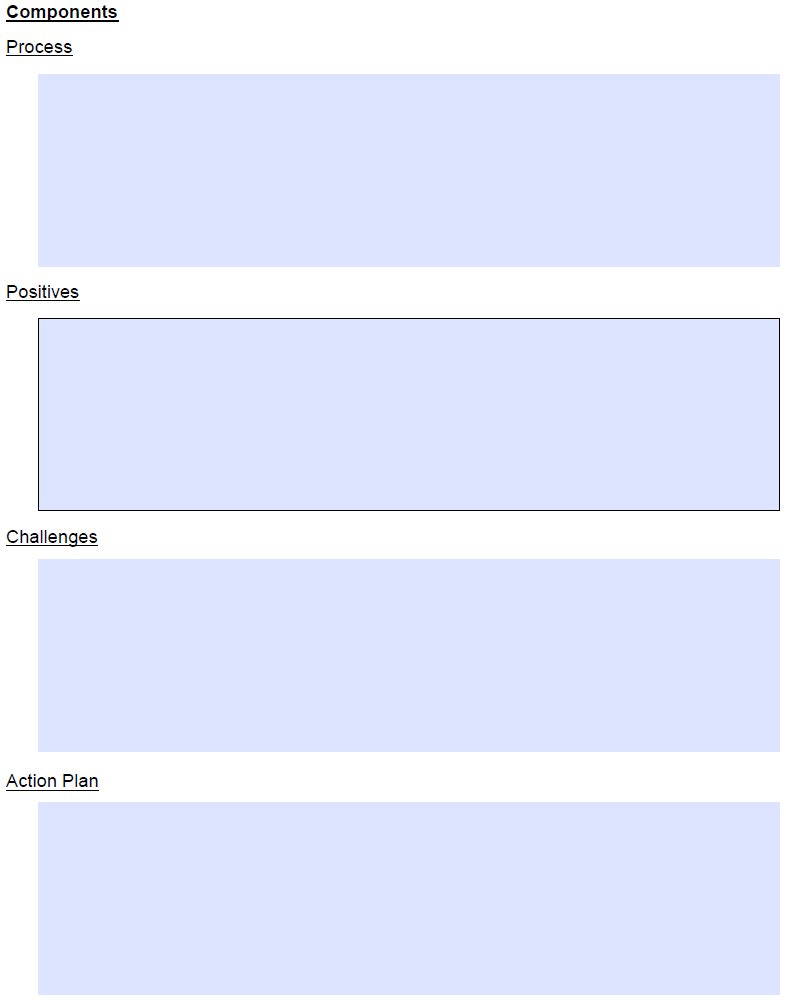 Components
Process
Positives
Challenges
Action Plan